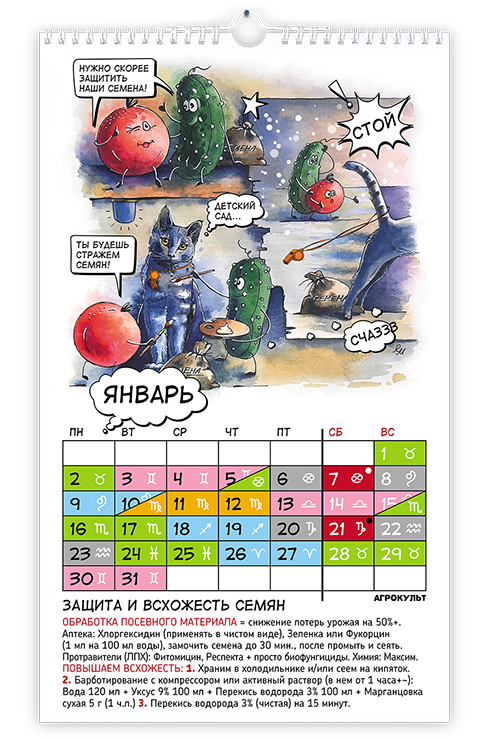 НУЖНО СКОРЕЕ
ЗАЩИТИТЬ
НАШИ СЕМЕНА!
СТОЙ
СЕМЕНА
ДЕТСКИЙ
САД...
ТЫ БУДЕШЬ
СТРАЖЕМ
СЕМЯН!
СЕМЕНА
СЧАЗЗВ
СЕМЕНА
ЯНВАРЬ
ПН ВТ СР ЧТ ПТ СБ ВС
1
2 3 4 5 6 7 8
9 10 11 12 13 14 15
16 17 18 19 20 21 22
23 24 25 26 27 28 29
30 31
АГРОКУЛЬТ
ЗАЩИТА И ВСХОЖЕСТЬ СЕМЯН
ОБРАБОТКА ПОСЕВНОГО МАТЕРИАЛА = снижение потерь урожая на 50%+.
Аптека: Хлоргексидин (применять в чистом виде), Зеленка или Фукорцин
(1 мл на 100 мл воды), замочить семена до 30 мин., после промыть и сеять.
Протравители (ЛПХ): Фитомицин, Респекта + просто биофунгициды. Химия: Максим.
ПОВЫШАЕМ ВСХОЖЕСТЬ: 1. Храним в холодильнике и/или сеем на кипяток.
2. Барботирование с компрессором или активный раствор (в нем от 1 часа+~):
Вода 120 мл + Уксус 9% 100 мл + Перекись водорода 3% 100 мл + Марганцовка
сухая 5 г (1 ч.л.) 3. Перекись водорода 3% (чистая) на 15 минут.